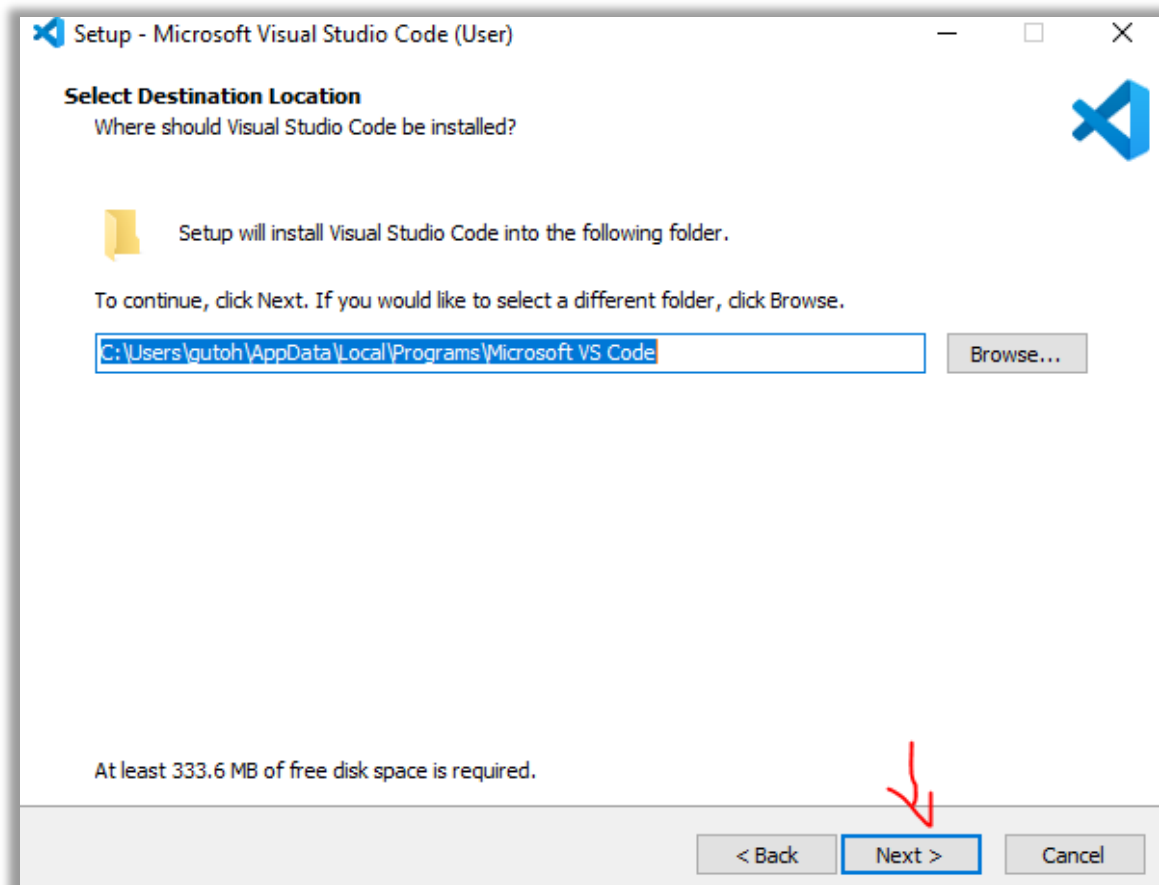 Setup - Microsoft Visual Studio Code (User)
Select Destination Location
Where should Visual Studio Code be installed?
Setup will install Visual Studio Code into the following folder.
To continue, click Next. If you would like to select a different folder, click Browse.
C:\Users\gutoh\AppData\Local\Programs\Microsoft VS Code
Browse...
At least 333.6 MB of free disk space is required.
< Back
Next >
Cancel